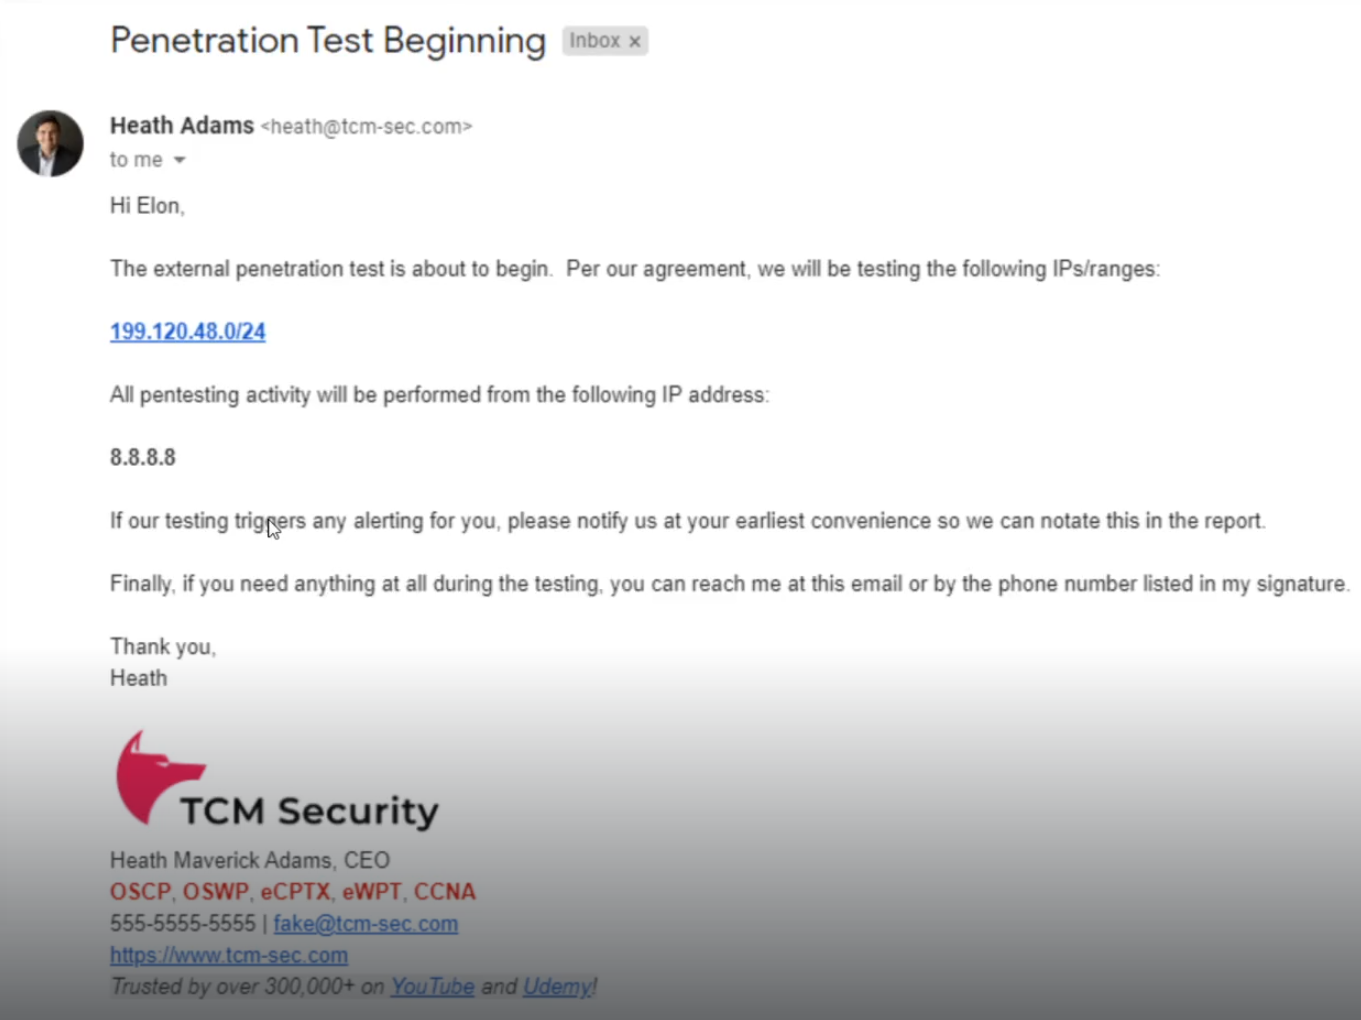 Penetration Test Beginning Inbox x
Heath Adams <heath@tcm-sec.com>
to me
Hi Elon,
The external penetration test is about to begin.  Per our agreement, we will be testing the following IPs/ranges:
199.120.48.0/24
All pentesting activity will be performed from the following IP address:
8.8.8.8
If our testing triggers any alerting for you, please notify us at your earliest convenience so we can notate this in the report.
Finally, if you need anything at all during the testing, you can reach me at this email or by the phone number listed in my signature.
Thank you,
Heath
TCM Security
Heath Maverick Adams, CEO
OSCP, OSWP, eCPTX, eWPT, CCNA
555-5555-5555 | fake@tcm-sec.com
https://www.tcm-sec.com
Trusted by over 300,000+ on YouTube and Udemy!